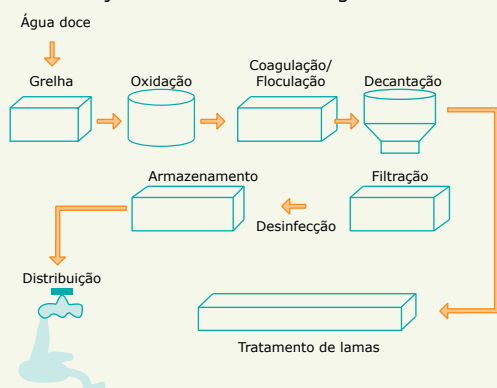 Água doce
Grelha
Oxidação
Coagulação/
Floculação
Decantação
Armazenamento
Filtração
Desinfecção
Distribuição
Tratamento de lamas